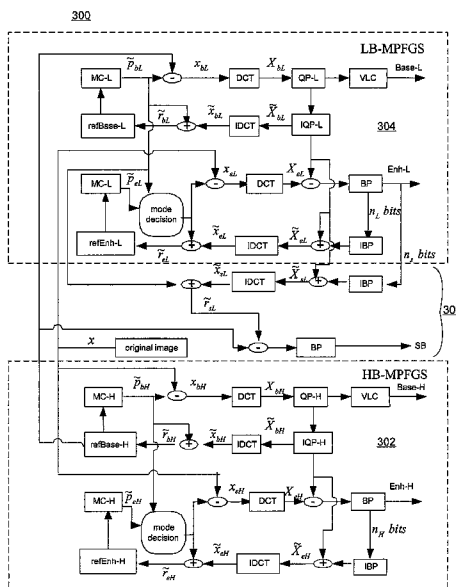 300
LB-MPFGS
p̃bL xbL XbL Base-L
MC-L - DCT QP-L VLC
r̃bL x̃bL X̃bL
refBase-L + IDCT IQP-L 304
xeL XeL Enh-L
MC-L p̃eL - DCT - BP
mode decision nL bits
X̃eL
refEnh-L + x̃eL IDCT + IBP
r̃eL ns bits
x̃sL X̃sL
+ IDCT + IBP
r̃sL 30
x original image - BP SB
HB-MPFGS
p̃bH xbH XbH Base-H
MC-H - DCT QP-H VLC
X̃bH
refBase-H r̃bH + x̃bH IDCT IQP-H 302
xeH XeH Enh-H
MC-H p̃eH - DCT - BP
mode decision nH bits
refEnh-H + x̃eH IDCT X̃eH + IBP
r̃eH